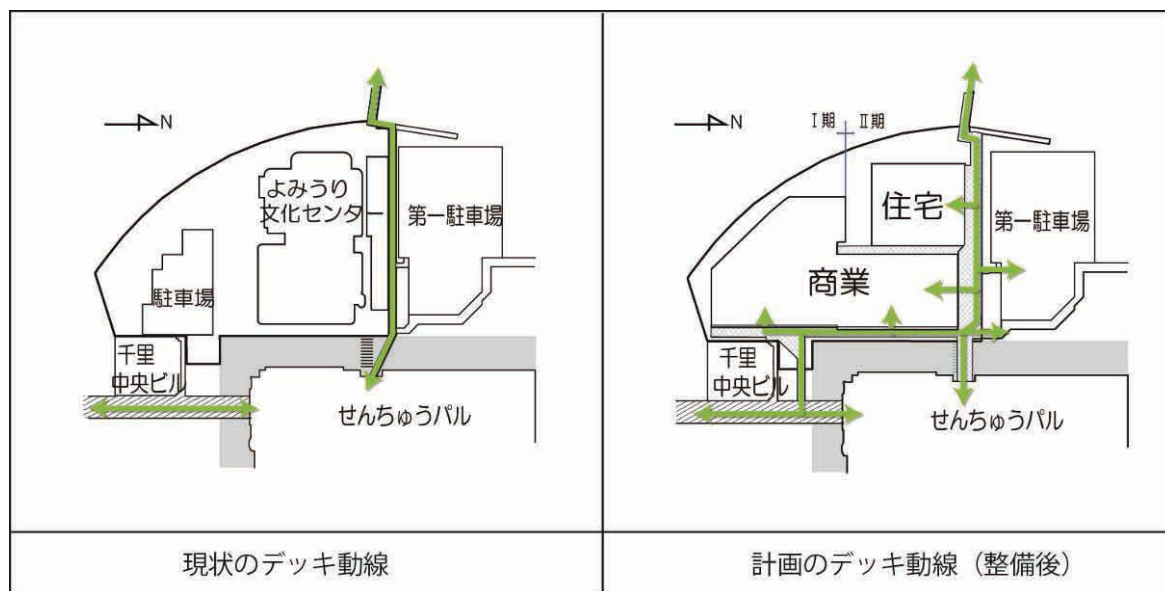 N
よみうり
文化センター
第一駐車場
駐車場
千里
中央ビル
せんちゅうパル
現状のデッキ動線
N
Ⅰ期
Ⅱ期
住宅
第一駐車場
商業
千里
中央ビル
せんちゅうパル
計画のデッキ動線（整備後）